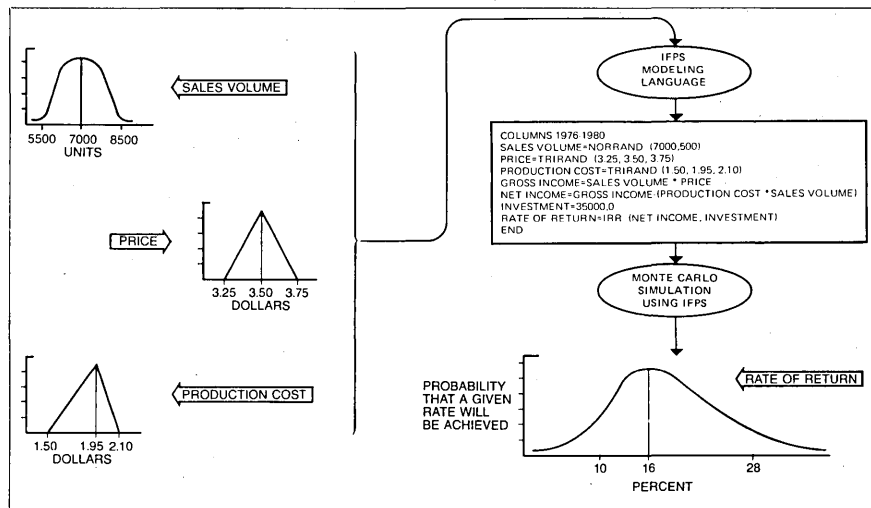 SALES VOLUME
5500 7000 8500
UNITS
PRICE
3.25 3.50 3.75
DOLLARS
PRODUCTION COST
1.50 1.95 2.10
DOLLARS
IFPS
MODELING
LANGUAGE
COLUMNS 1976-1980
SALES VOLUME=NORRAND (7000,500)
PRICE=TRIRAND (3.25, 3.50, 3.75)
PRODUCTION COST=TRIRAND (1.50, 1.95, 2.10)
GROSS INCOME=SALES VOLUME * PRICE
NET INCOME=GROSS INCOME-(PRODUCTION COST *SALES VOLUME)
INVESTMENT=35000,0
RATE OF RETURN=IRR (NET INCOME, INVESTMENT)
END
MONTE CARLO
SIMULATION
USING IFPS
PROBABILITY
THAT A GIVEN
RATE WILL
BE ACHIEVED
RATE OF RETURN
10 16 28
PERCENT